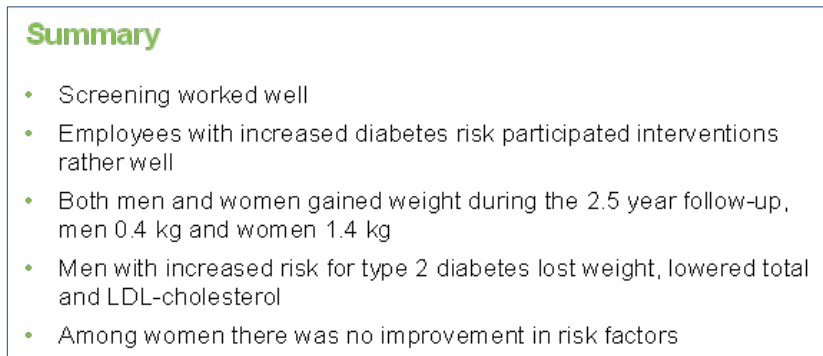 Summary
• Screening worked well
• Employees with increased diabetes risk participated interventions
rather well
• Both men and women gained weight during the 2.5 year follow-up,
men 0.4 kg and women 1.4 kg
• Men with increased risk for type 2 diabetes lost weight, lowered total
and LDL-cholesterol
• Among women there was no improvement in risk factors